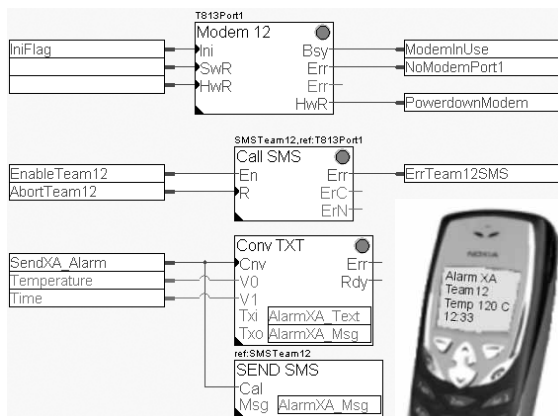 T813Port1
Modem 12
IniFlag
Ini
Bsy
ModemInUse
SwR
Err
NoModemPort1
HwR
Err
HwR
PowerdownModem
SMSTeam12,ref:T813Port1
Call SMS
EnableTeam12
En
Err
ErrTeam12SMS
AbortTeam12
R
ErC
ErN
Conv TXT
SendXA_Alarm
Cnv
Err
Temperature
V0
Rdy
Time
V1
Txi
AlarmXA_Text
Txo
AlarmXA_Msg
ref:SMSTeam12
SEND SMS
Cal
Msg
AlarmXA_Msg
NOKIA
Alarm XA
Team12
Temp 120 C
12:33